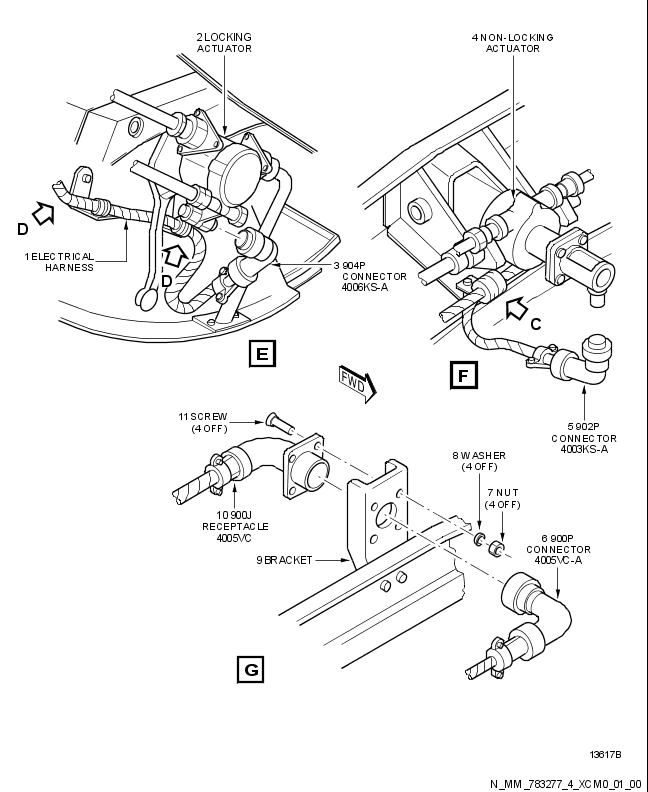 2 LOCKING
ACTUATOR
4 NON-LOCKING
ACTUATOR
D
1 ELECTRICAL
HARNESS
D
3 904P
CONNECTOR
4006KS-A
C
E
FWD
F
5 902P
CONNECTOR
4003KS-A
11 SCREW
(4 OFF)
8 WASHER
(4 OFF)
7 NUT
(4 OFF)
10 900J
RECEPTACLE
4005VC
6 900P
CONNECTOR
4005VC-A
9 BRACKET
G
13617B
N_MM_783277_4_XCM0_01_00